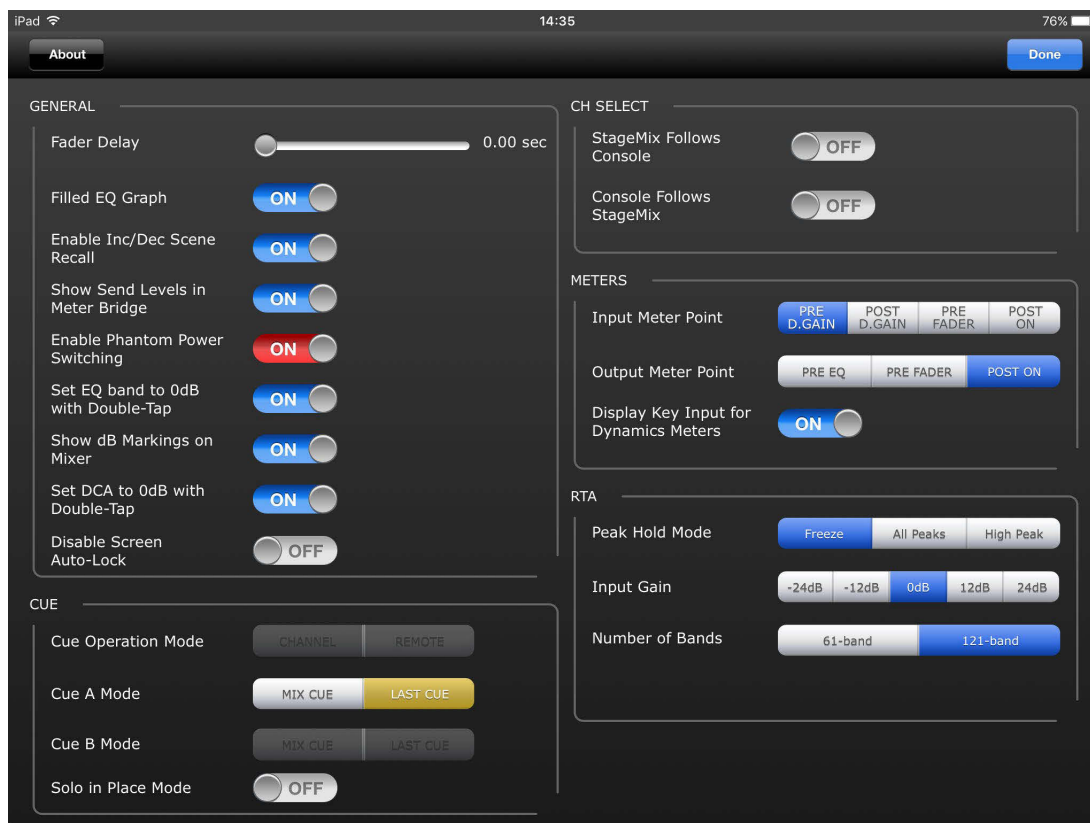 iPad 14:35 76%
About Done
GENERAL
Fader Delay 0.00 sec
Filled EQ Graph ON
Enable Inc/Dec Scene
Recall ON
Show Send Levels in
Meter Bridge ON
Enable Phantom Power
Switching ON
Set EQ band to 0dB
with Double-Tap ON
Show dB Markings on
Mixer ON
Set DCA to 0dB with
Double-Tap ON
Disable Screen
Auto-Lock OFF
CUE
Cue Operation Mode CHANNEL REMOTE
Cue A Mode MIX CUE LAST CUE
Cue B Mode MIX CUE LAST CUE
Solo in Place Mode OFF
CH SELECT
StageMix Follows
Console OFF
Console Follows
StageMix OFF
METERS
Input Meter Point PRE D.GAIN POST D.GAIN PRE FADER POST ON
Output Meter Point PRE EQ PRE FADER POST ON
Display Key Input for
Dynamics Meters ON
RTA
Peak Hold Mode Freeze All Peaks High Peak
Input Gain -24dB -12dB 0dB 12dB 24dB
Number of Bands 61-band 121-band